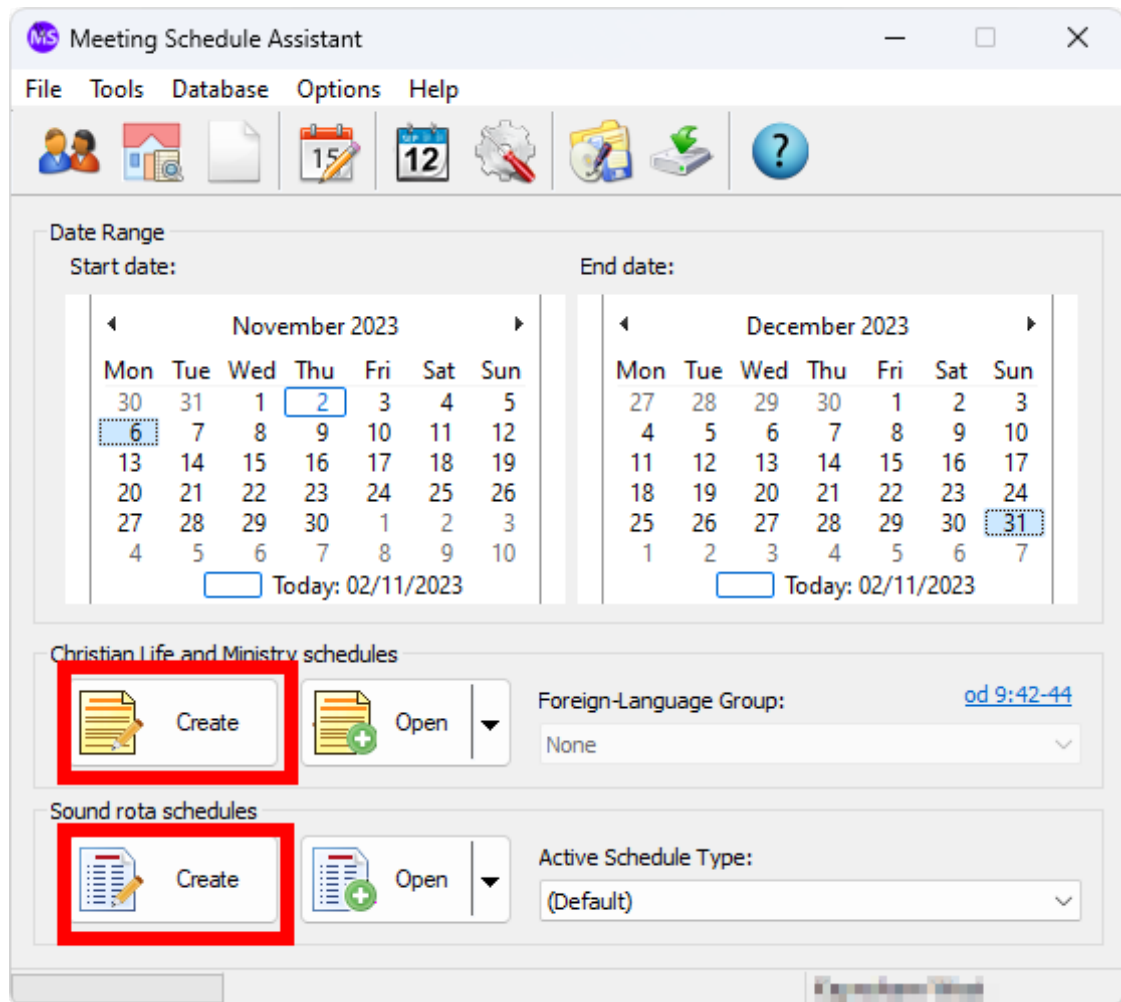 MS Meeting Schedule Assistant
File Tools Database Options Help
15 12 ?
Date Range
Start date: End date:
November 2023
Mon Tue Wed Thu Fri Sat Sun
30 31 1 2 3 4 5
6 7 8 9 10 11 12
13 14 15 16 17 18 19
20 21 22 23 24 25 26
27 28 29 30 1 2 3
4 5 6 7 8 9 10
Today: 02/11/2023
December 2023
Mon Tue Wed Thu Fri Sat Sun
27 28 29 30 1 2 3
4 5 6 7 8 9 10
11 12 13 14 15 16 17
18 19 20 21 22 23 24
25 26 27 28 29 30 31
1 2 3 4 5 6 7
Today: 02/11/2023
Christian Life and Ministry schedules
Create Open
Foreign-Language Group: od 9:42-44
None
Sound rota schedules
Create Open
Active Schedule Type:
(Default)